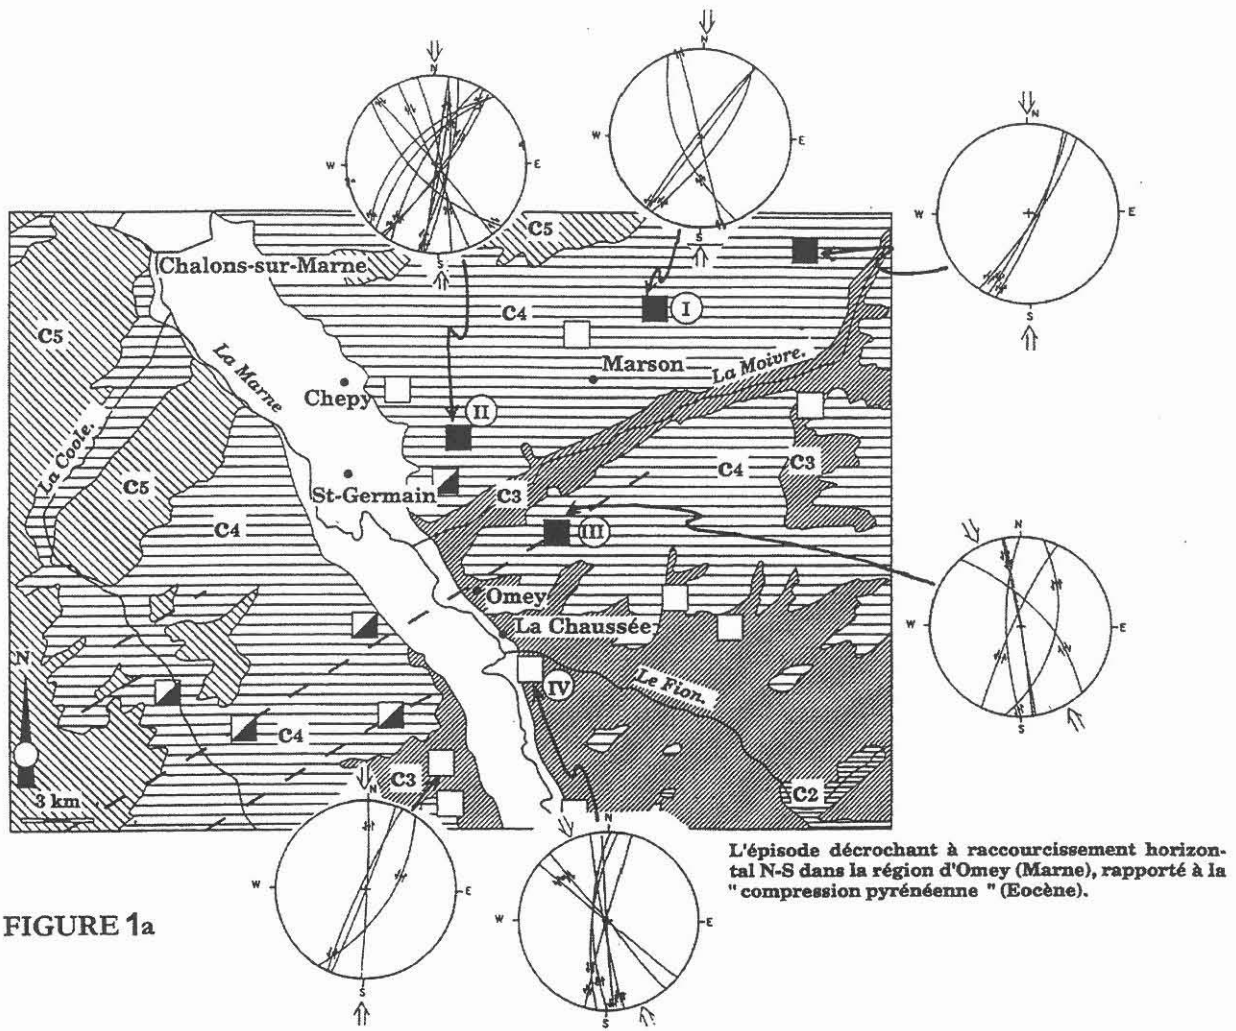 N
W
E
S
N
W
E
S
N
W
E
S
C5
Chalons-sur-Marne
C4
I
C5
La Marne
Marson
La Moivre.
Chepy
II
La Coole.
C5
C4
C3
St-Germain
C3
C4
III
N
W
E
S
Omey
La Chaussée
N
IV
Le Fion.
C4
C3
C2
3 km
N
W
E
S
N
W
E
S
L'épisode décrochant à raccourcissement horizon-
tal N-S dans la région d'Omey (Marne), rapporté à la
" compression pyrénéenne " (Eocène).
FIGURE 1a